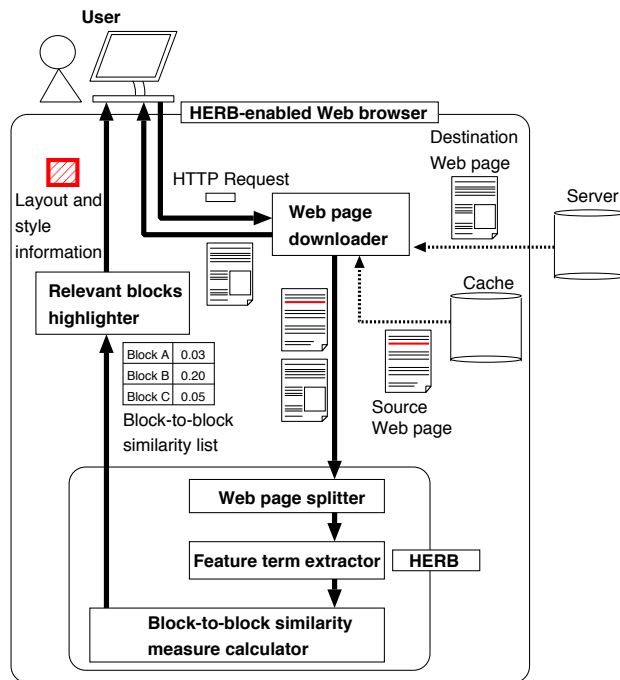 User
HERB-enabled Web browser
Destination
Web page
Server
HTTP Request
Layout and
style
information
Web page
downloader
Cache
Relevant blocks
highlighter
Block A 0.03
Block B 0.20
Block C 0.05
Block-to-block
similarity list
Source
Web page
Web page splitter
Feature term extractor
HERB
Block-to-block similarity
measure calculator